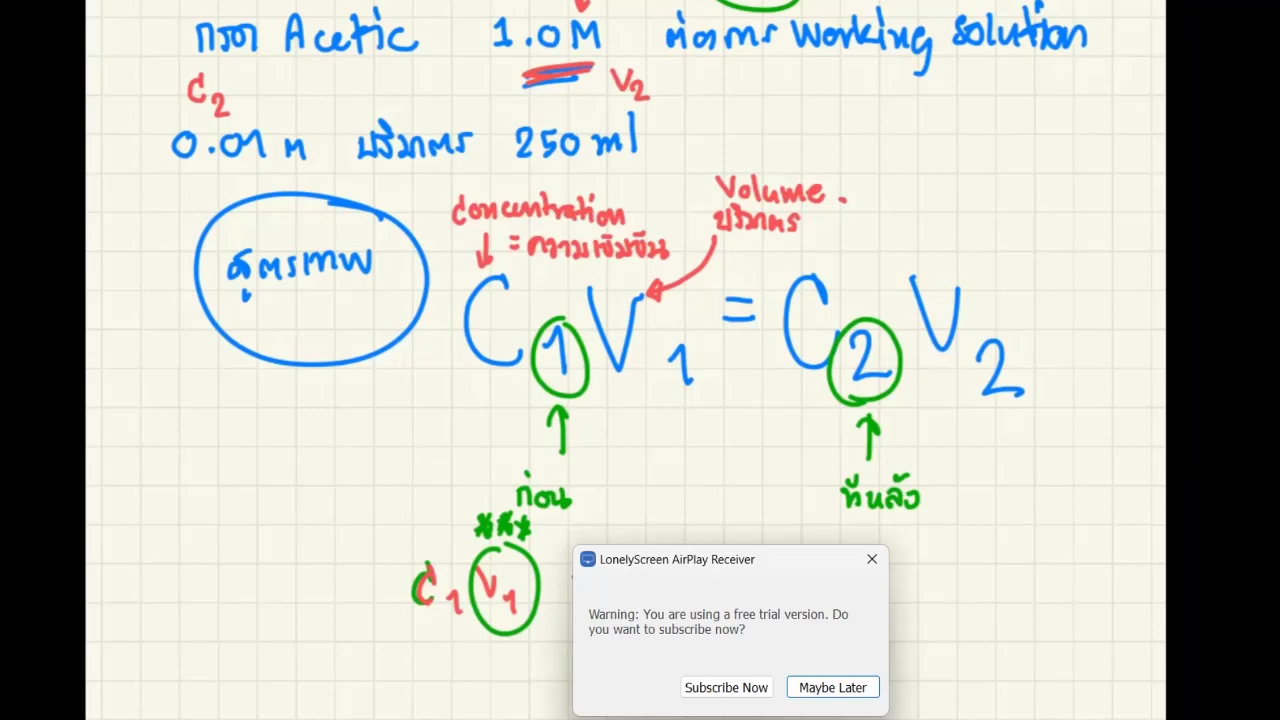 กรด Acetic 1.0M ต้องการ Working solution
C2 V2
0.01 M ปริมาตร 250 ml
Concentration
= ความเข้มข้น
Volume
ปริมาตร
สูตรเทพ
C1V1 = C2V2
ก่อน
ทีหลัง
***
C1 V1
LonelyScreen AirPlay Receiver
Warning: You are using a free trial version. Do
you want to subscribe now?
Subscribe Now Maybe Later